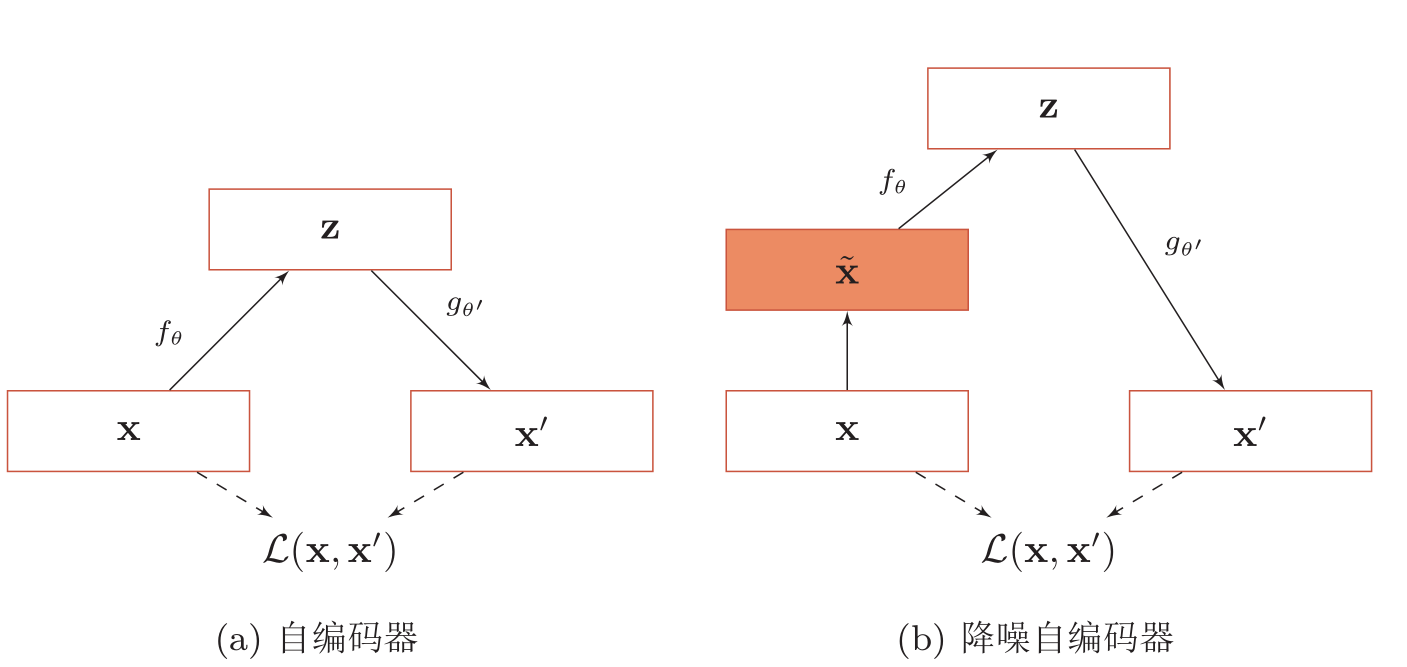 z
f_θ
g_θ′
x
x′
ℒ(x, x′)
(a) 自编码器
z
f_θ
g_θ′
x̃
x
x′
ℒ(x, x′)
(b) 降噪自编码器